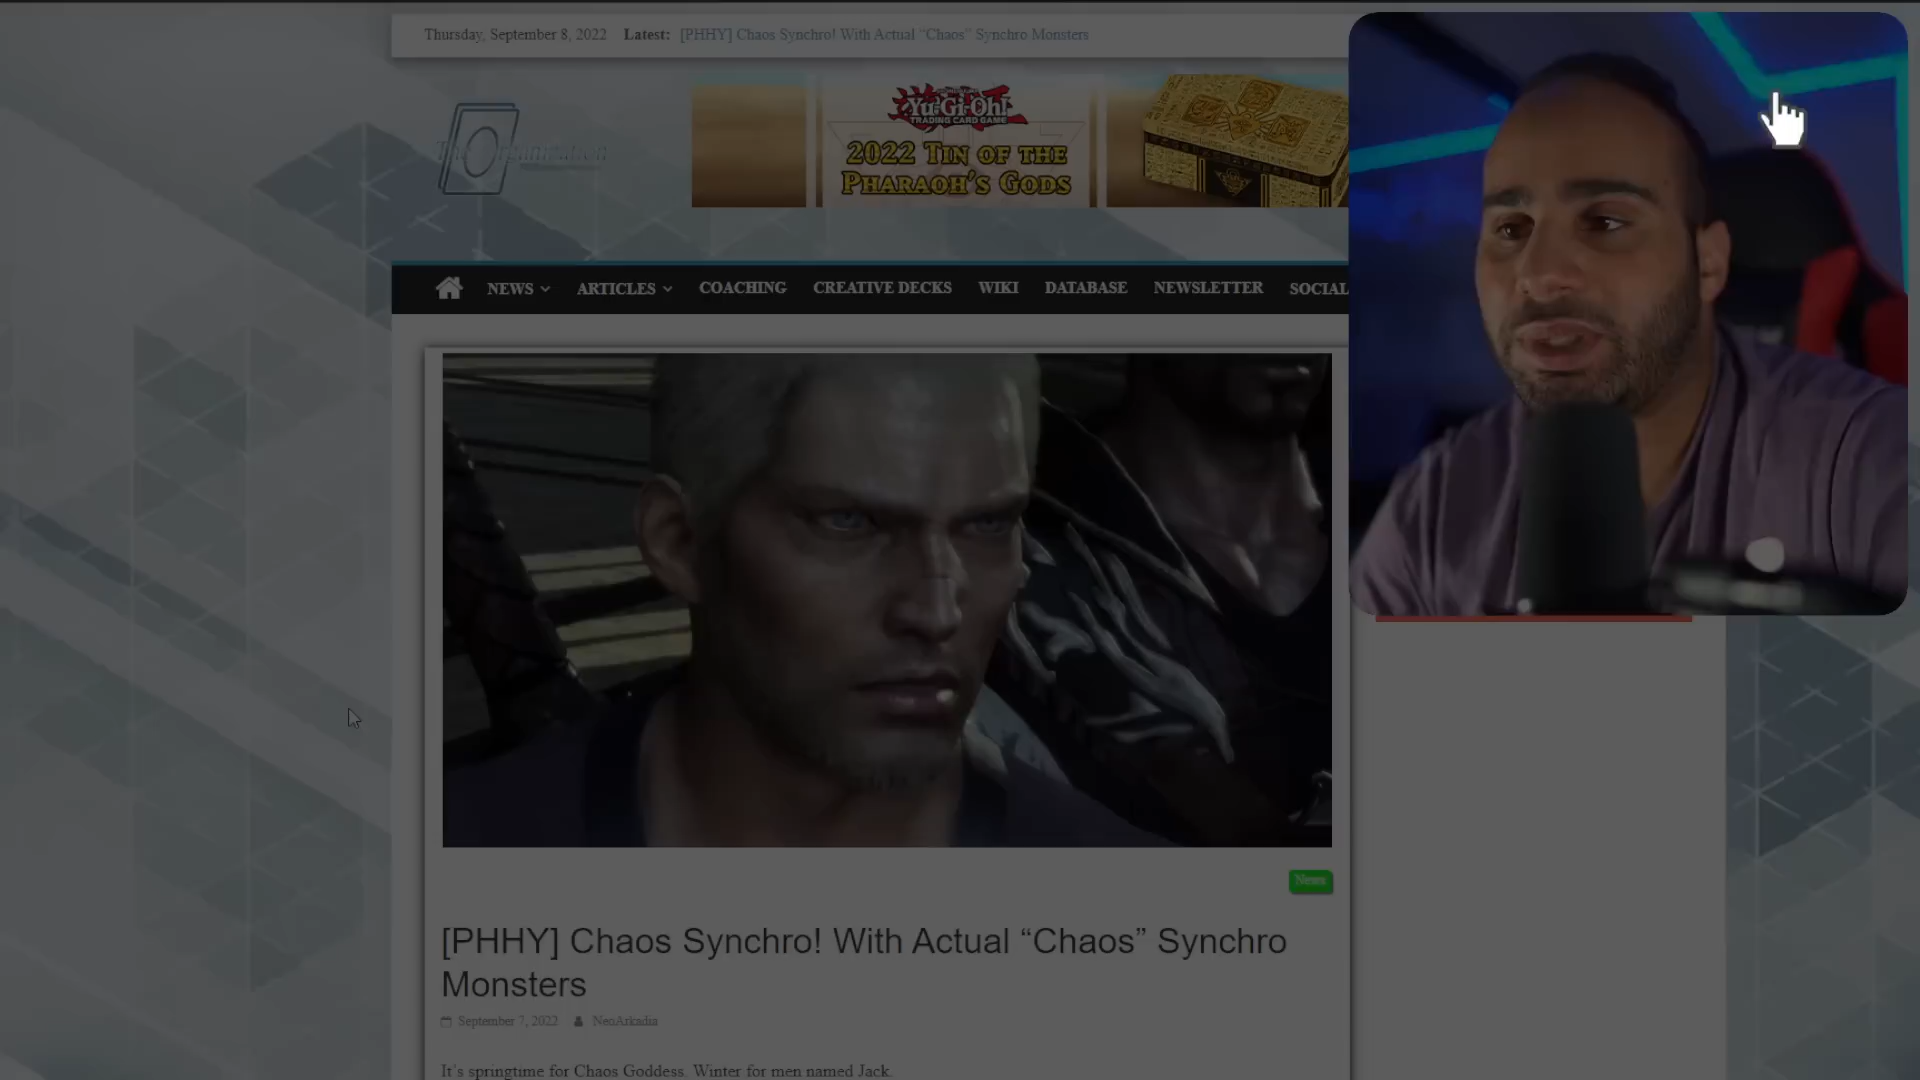 Thursday, September 8, 2022 Latest: [PHHY] Chaos Synchro! With Actual “Chaos” Synchro Monsters
The Organization
Yu-Gi-Oh!
TRADING CARD GAME
2022 TIN OF THE
PHARAOH'S GODS
NEWS ARTICLES COACHING CREATIVE DECKS WIKI DATABASE NEWSLETTER SOCIAL
News
[PHHY] Chaos Synchro! With Actual “Chaos” Synchro
Monsters
September 7, 2022 NeoArkadia
It's springtime for Chaos Goddess. Winter for men named Jack.